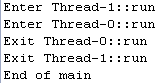 Enter Thread-1::run
Enter Thread-0::run
Exit Thread-0::run
Exit Thread-1::run
End of main